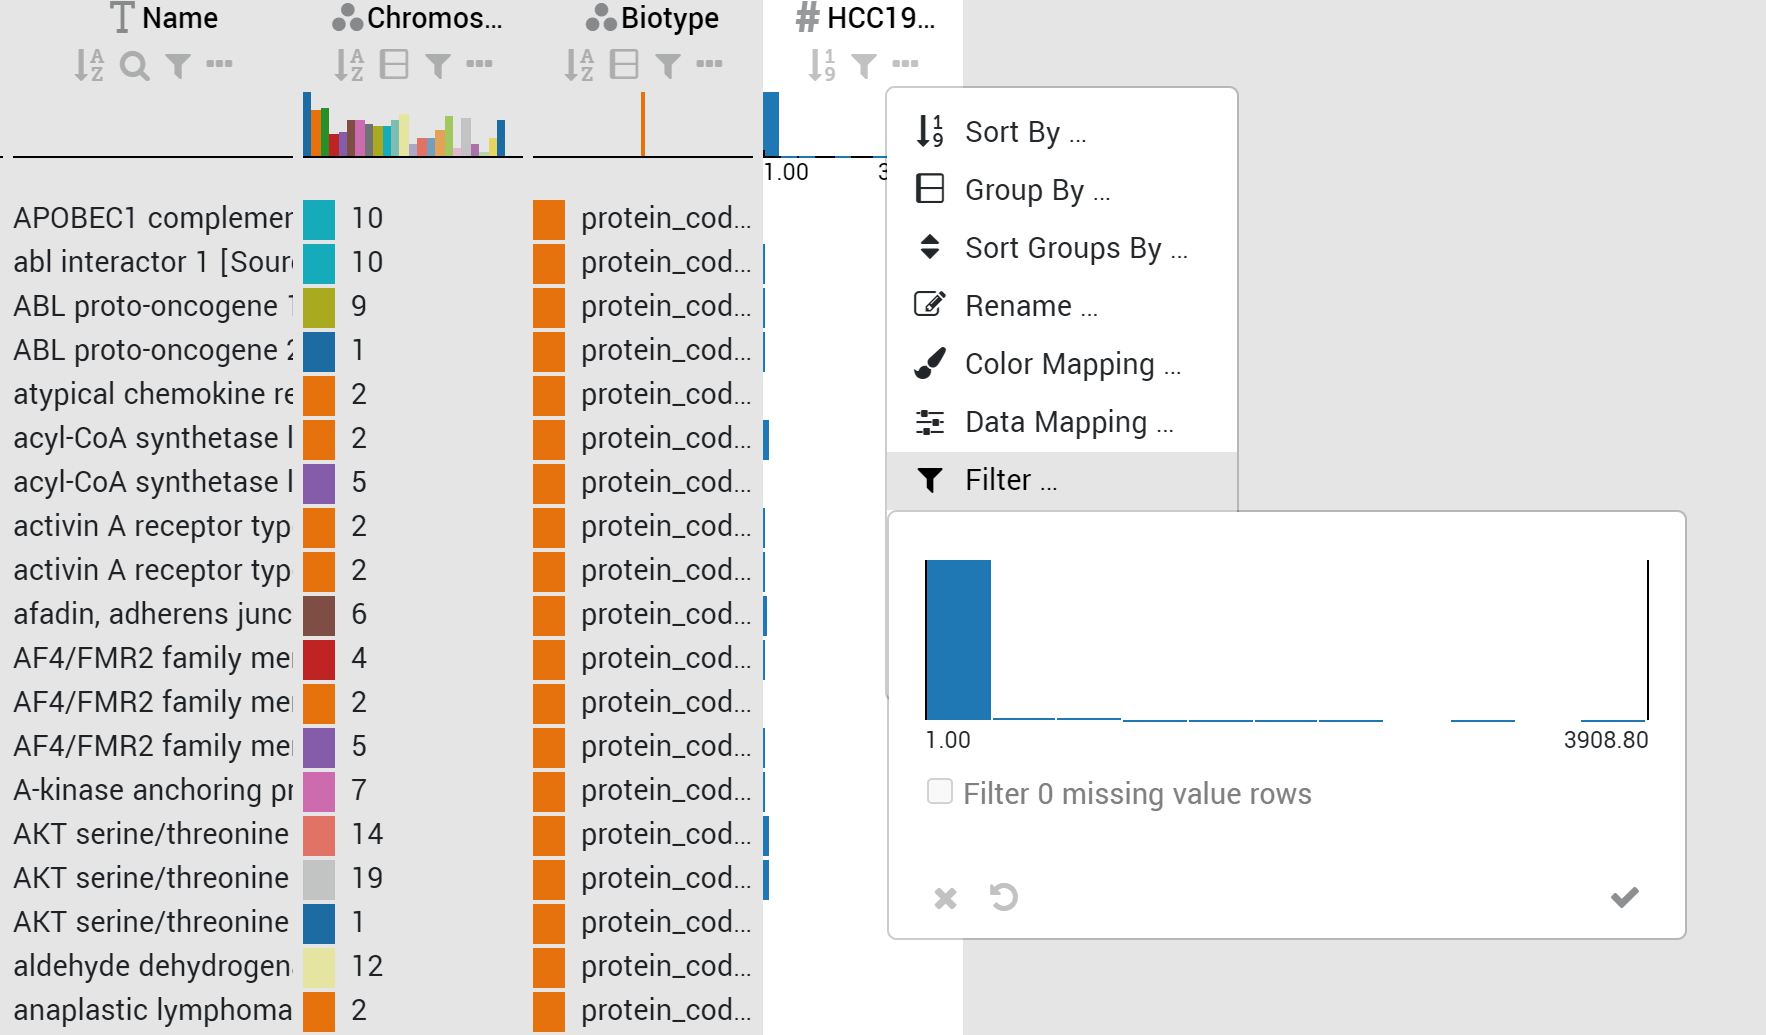 Name Chromos... Biotype HCC19...
1.00 3
Sort By ...
Group By ...
Sort Groups By ...
Rename ...
Color Mapping ...
Data Mapping ...
Filter ...
1.00 3908.80
Filter 0 missing value rows
APOBEC1 complemen 10 protein_cod...
abl interactor 1 [Sour 10 protein_cod...
ABL proto-oncogene 1 9 protein_cod...
ABL proto-oncogene 2 1 protein_cod...
atypical chemokine re 2 protein_cod...
acyl-CoA synthetase l 2 protein_cod...
acyl-CoA synthetase l 5 protein_cod...
activin A receptor typ 2 protein_cod...
activin A receptor typ 2 protein_cod...
afadin, adherens junc 6 protein_cod...
AF4/FMR2 family me 4 protein_cod...
AF4/FMR2 family me 2 protein_cod...
AF4/FMR2 family me 5 protein_cod...
A-kinase anchoring pr 7 protein_cod...
AKT serine/threonine 14 protein_cod...
AKT serine/threonine 19 protein_cod...
AKT serine/threonine 1 protein_cod...
aldehyde dehydrogen 12 protein_cod...
anaplastic lymphoma 2 protein_cod...